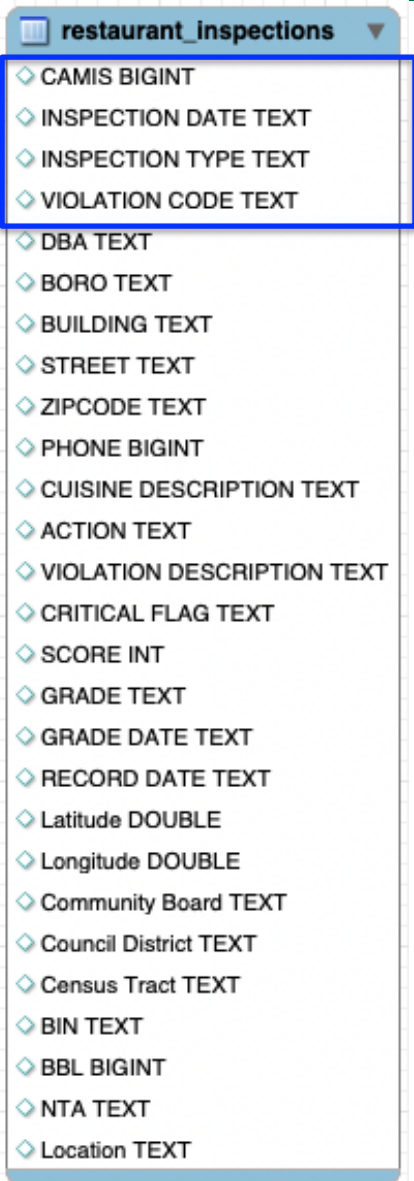 restaurant_inspections
CAMIS BIGINT
INSPECTION DATE TEXT
INSPECTION TYPE TEXT
VIOLATION CODE TEXT
DBA TEXT
BORO TEXT
BUILDING TEXT
STREET TEXT
ZIPCODE TEXT
PHONE BIGINT
CUISINE DESCRIPTION TEXT
ACTION TEXT
VIOLATION DESCRIPTION TEXT
CRITICAL FLAG TEXT
SCORE INT
GRADE TEXT
GRADE DATE TEXT
RECORD DATE TEXT
Latitude DOUBLE
Longitude DOUBLE
Community Board TEXT
Council District TEXT
Census Tract TEXT
BIN TEXT
BBL BIGINT
NTA TEXT
Location TEXT